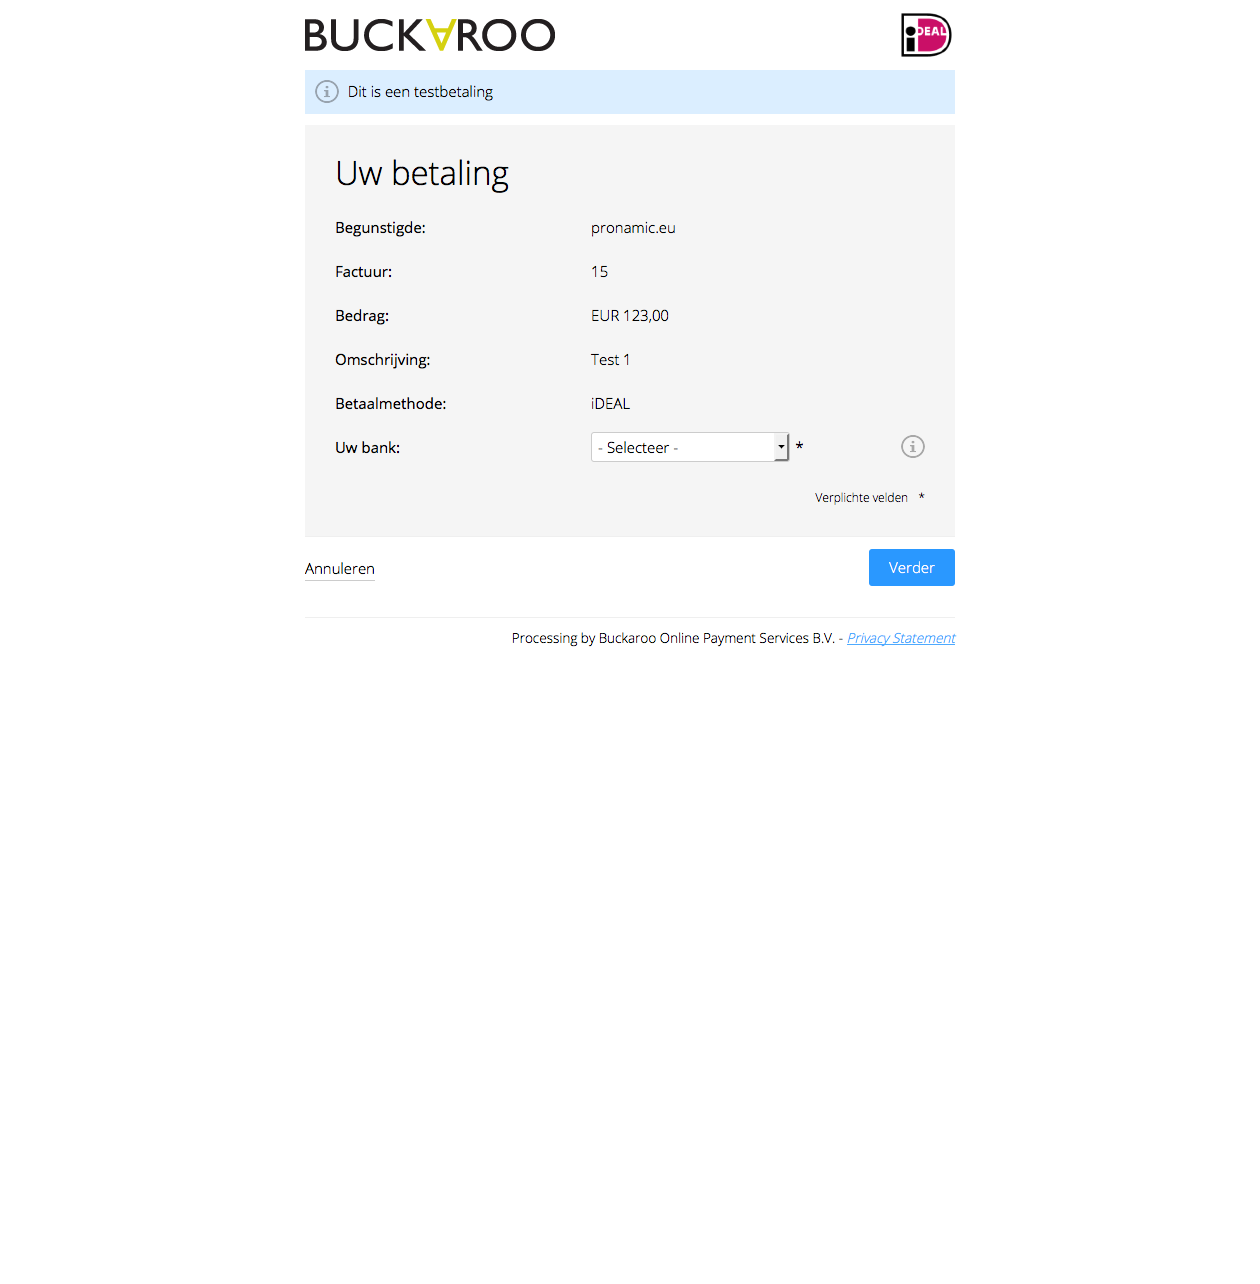 BUCKAROO
iDEAL
Dit is een testbetaling
Uw betaling
Begunstigde: pronamic.eu
Factuur: 15
Bedrag: EUR 123,00
Omschrijving: Test 1
Betaalmethode: iDEAL
Uw bank: - Selecteer - *
Verplichte velden *
Annuleren
Verder
Processing by Buckaroo Online Payment Services B.V. - Privacy Statement